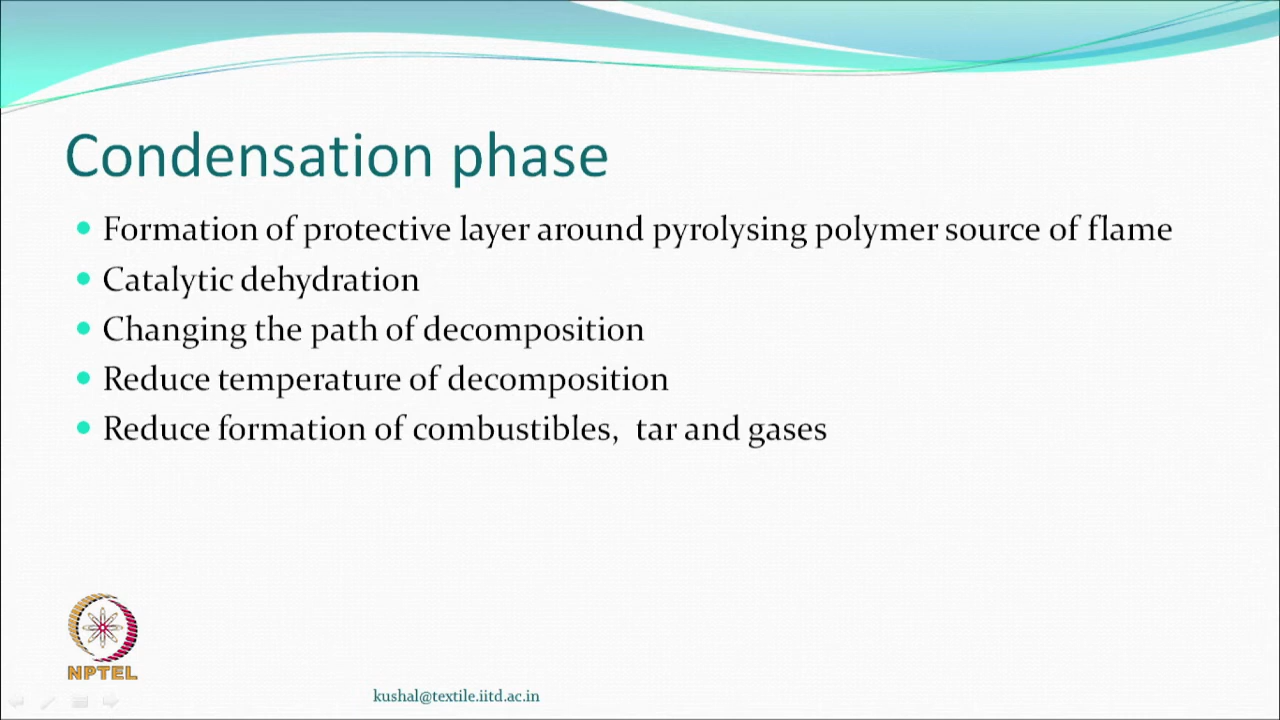 Condensation phase
Formation of protective layer around pyrolysing polymer source of flame
Catalytic dehydration
Changing the path of decomposition
Reduce temperature of decomposition
Reduce formation of combustibles,  tar and gases
NPTEL
kushal@textile.iitd.ac.in